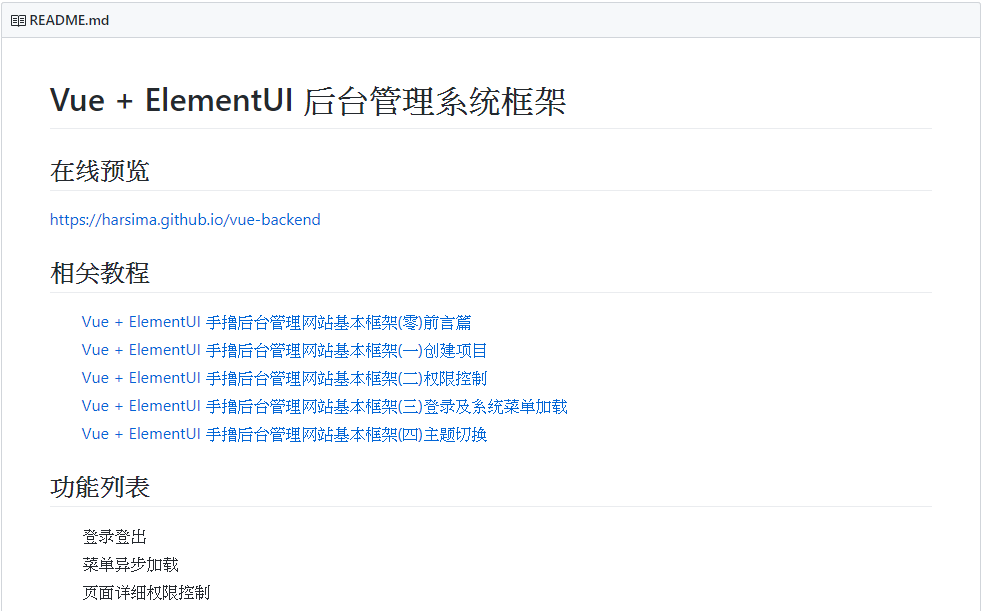 README.md
Vue + ElementUI 后台管理系统框架
在线预览
https://harsima.github.io/vue-backend
相关教程
Vue + ElementUI 手撸后台管理网站基本框架(零)前言篇
Vue + ElementUI 手撸后台管理网站基本框架(一)创建项目
Vue + ElementUI 手撸后台管理网站基本框架(二)权限控制
Vue + ElementUI 手撸后台管理网站基本框架(三)登录及系统菜单加载
Vue + ElementUI 手撸后台管理网站基本框架(四)主题切换
功能列表
登录登出
菜单异步加载
页面详细权限控制